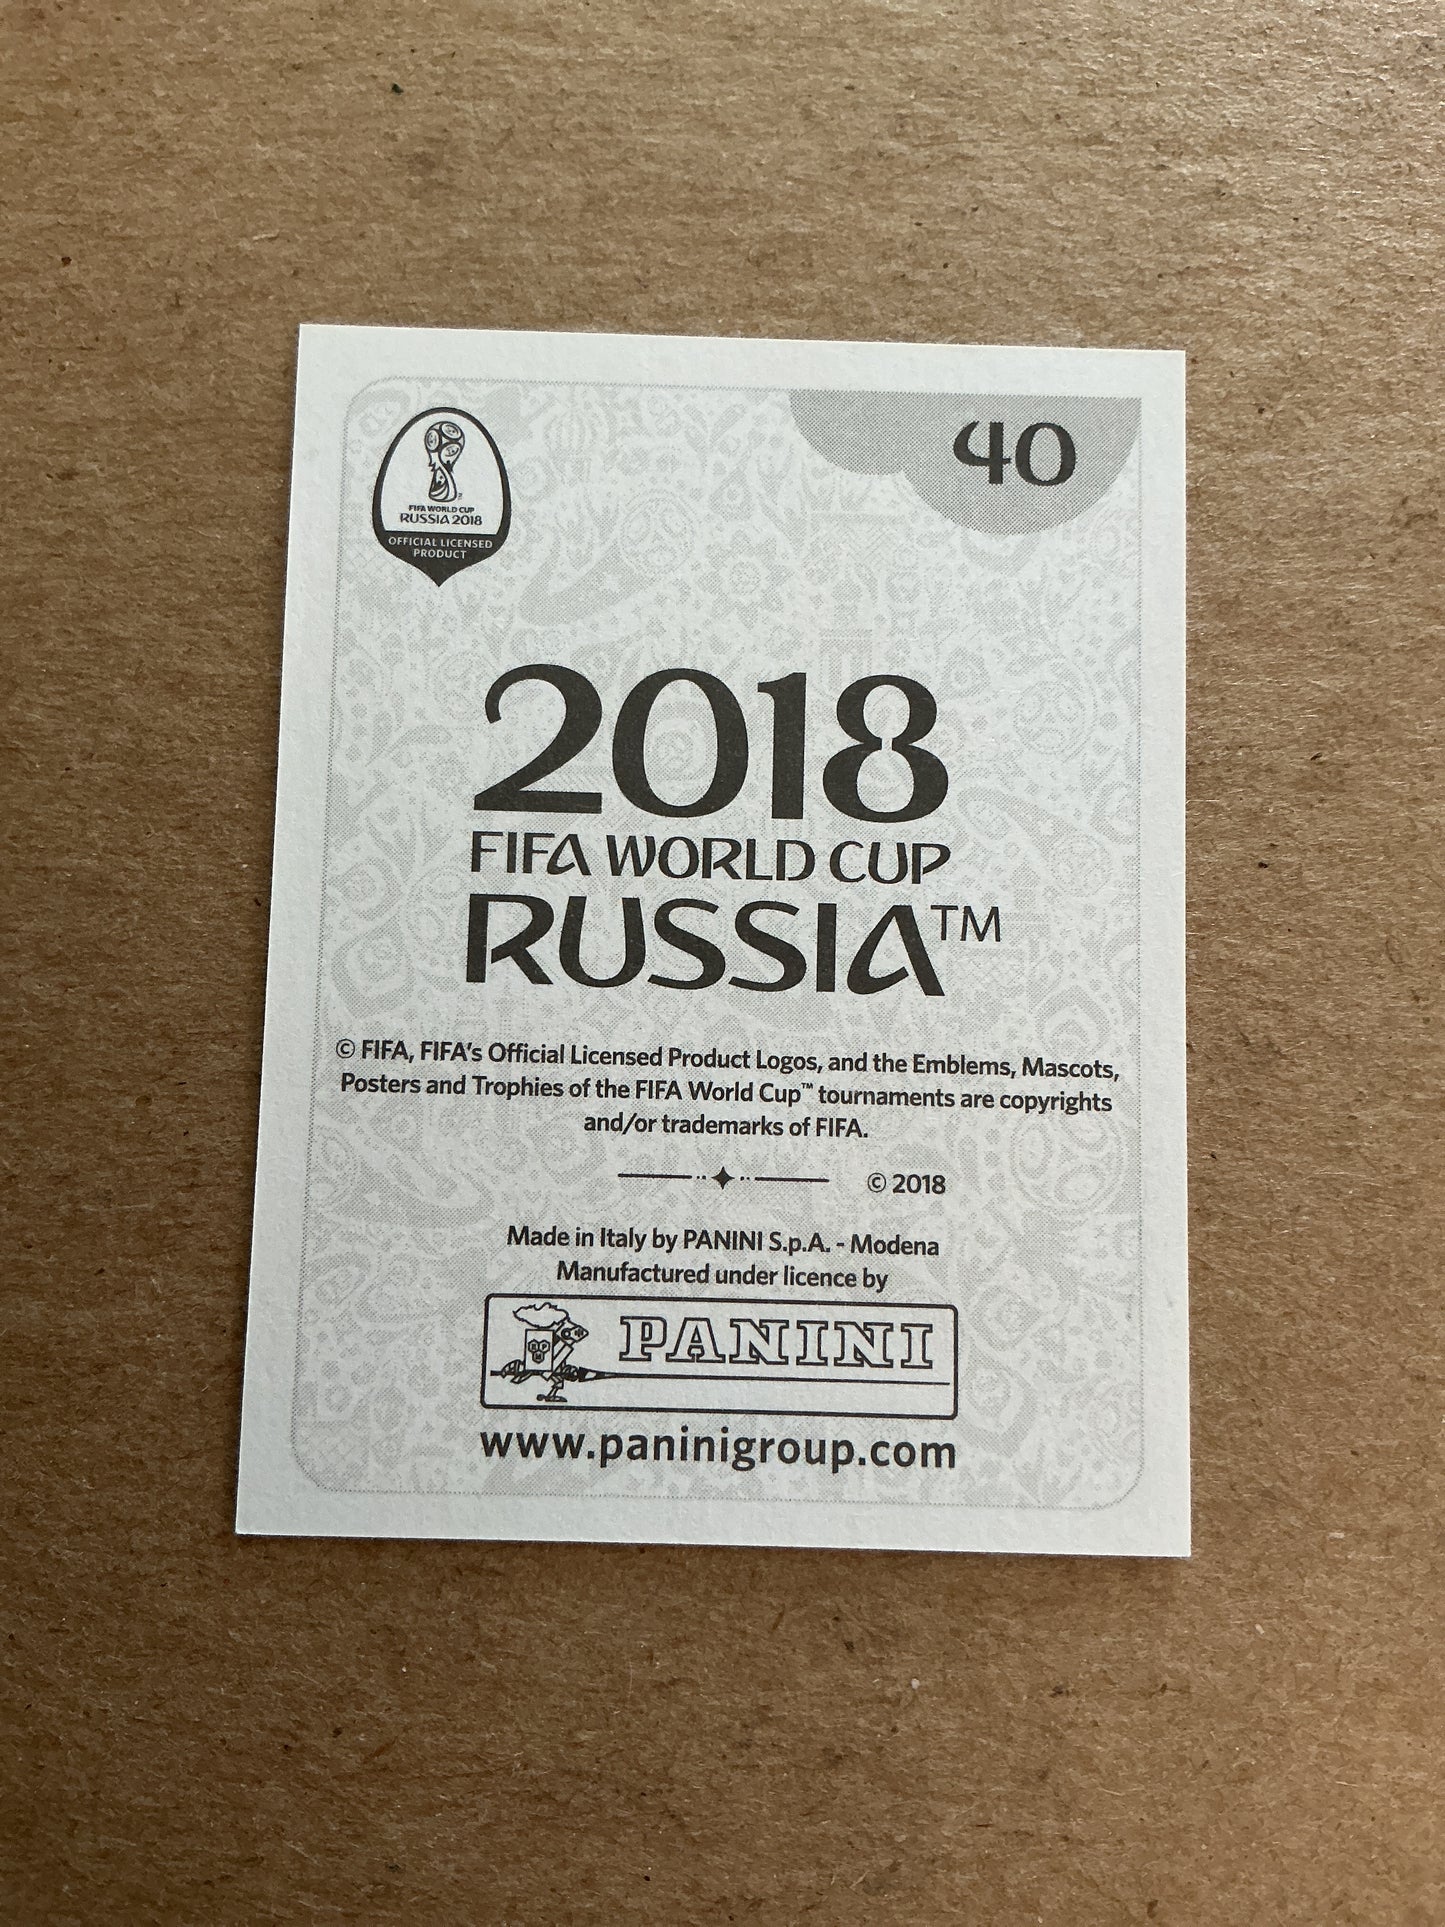 40
FIFA WORLD CUP
RUSSIA 2018
OFFICIAL LICENSED
PRODUCT
2018
FIFA WORLD CUP
RUSSIA™
© FIFA, FIFA's Official Licensed Product Logos, and the Emblems, Mascots,
Posters and Trophies of the FIFA World Cup™ tournaments are copyrights
and/or trademarks of FIFA.
© 2018
Made in Italy by PANINI S.p.A. - Modena
Manufactured under licence by
PANINI
www.paninigroup.com